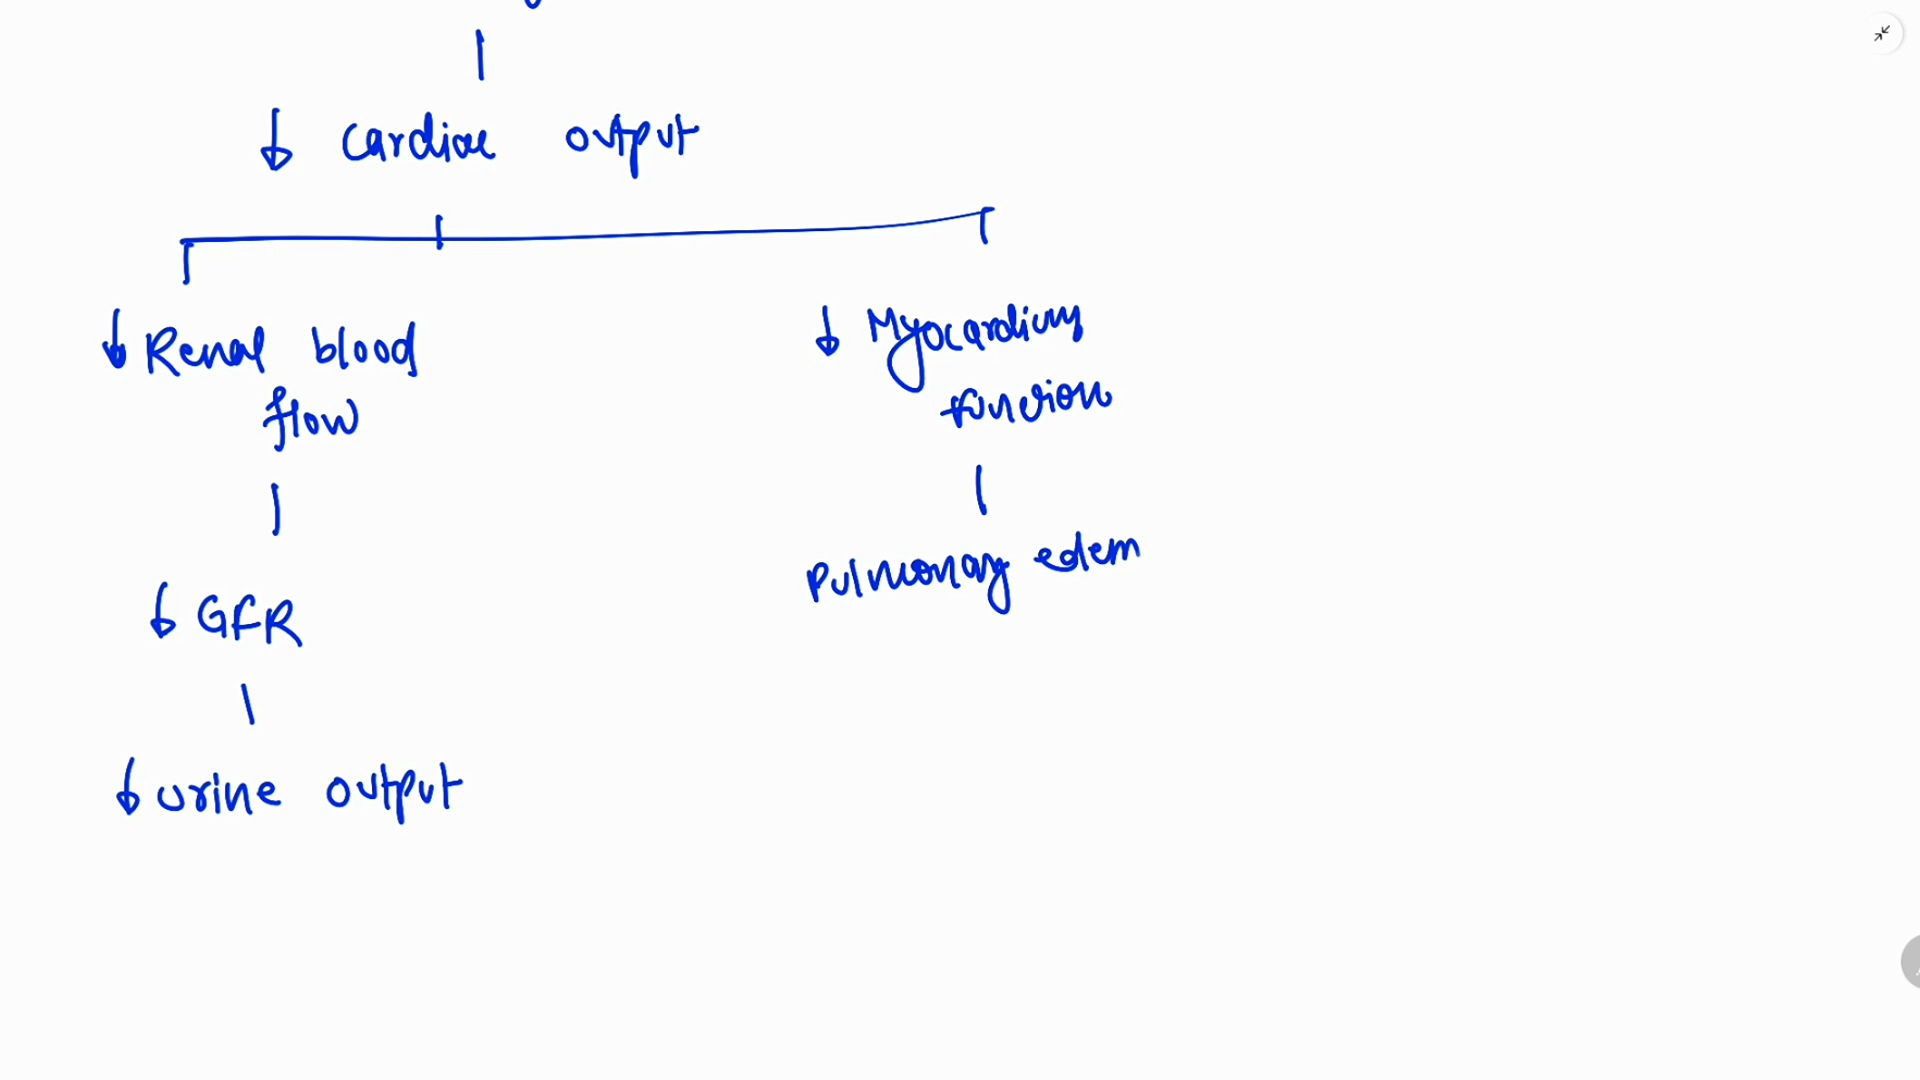 ↓ Cardiac output
↓ Renal blood
flow
↓ Myocardium
function
↓ GFR
Pulmonary edem
↓ urine output